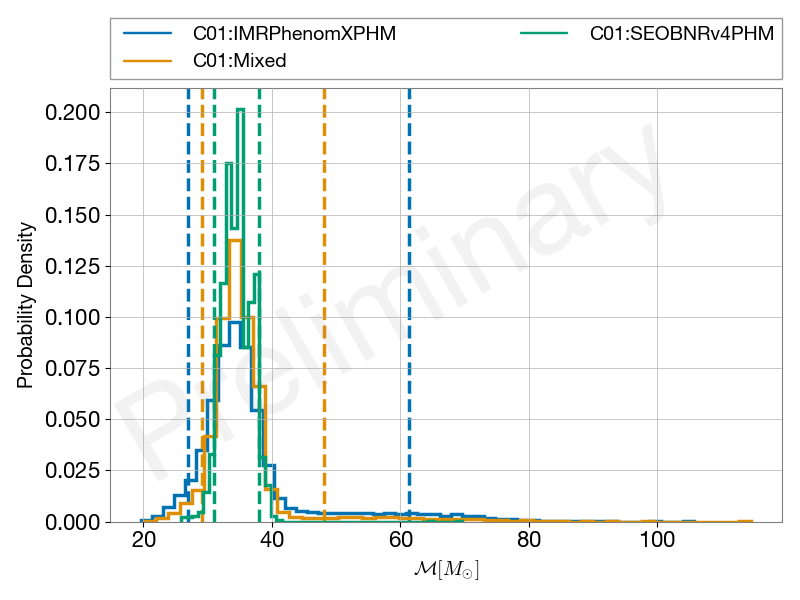 C01:IMRPhenomXPHM
C01:Mixed
C01:SEOBNRv4PHM
Preliminary
Probability Density
0.200
0.175
0.150
0.125
0.100
0.075
0.050
0.025
0.000
20 40 60 80 100
ℳ[M⊙]